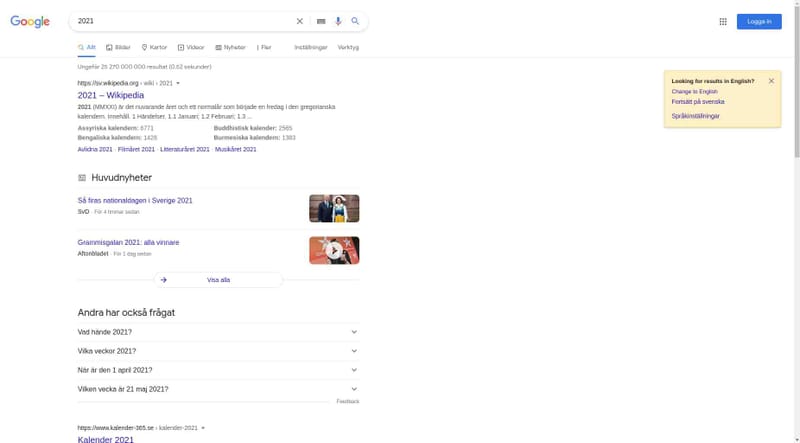 Google
2021
Logga in
Allt
Bilder
Kartor
Videor
Nyheter
Fler
Inställningar
Verktyg
Ungefär 25 270 000 000 resultat (0,62 sekunder)
Looking for results in English?
Change to English
Fortsätt på svenska
Språkinställningar
https://sv.wikipedia.org › wiki › 2021
2021 – Wikipedia
2021 (MMXXI) är det nuvarande året och ett normalår som började en fredag i den gregorianska
kalendern. Innehåll. 1 Händelser. 1.1 Januari; 1.2 Februari; 1.3 ...
Assyriska kalendern: 6771
Buddhistisk kalender: 2565
Bengaliska kalendern: 1428
Burmesiska kalendern: 1383
Avlidna 2021 · Filmåret 2021 · Litteraturåret 2021 · Musikåret 2021
Huvudnyheter
Så firas nationaldagen i Sverige 2021
SvD · För 4 timmar sedan
Grammisgalan 2021: alla vinnare
Aftonbladet · För 1 dag sedan
Visa alla
Andra har också frågat
Vad hände 2021?
Vilka veckor 2021?
När är den 1 april 2021?
Vilken vecka är 21 maj 2021?
Feedback
https://www.kalender-365.se › kalender-2021
Kalender 2021